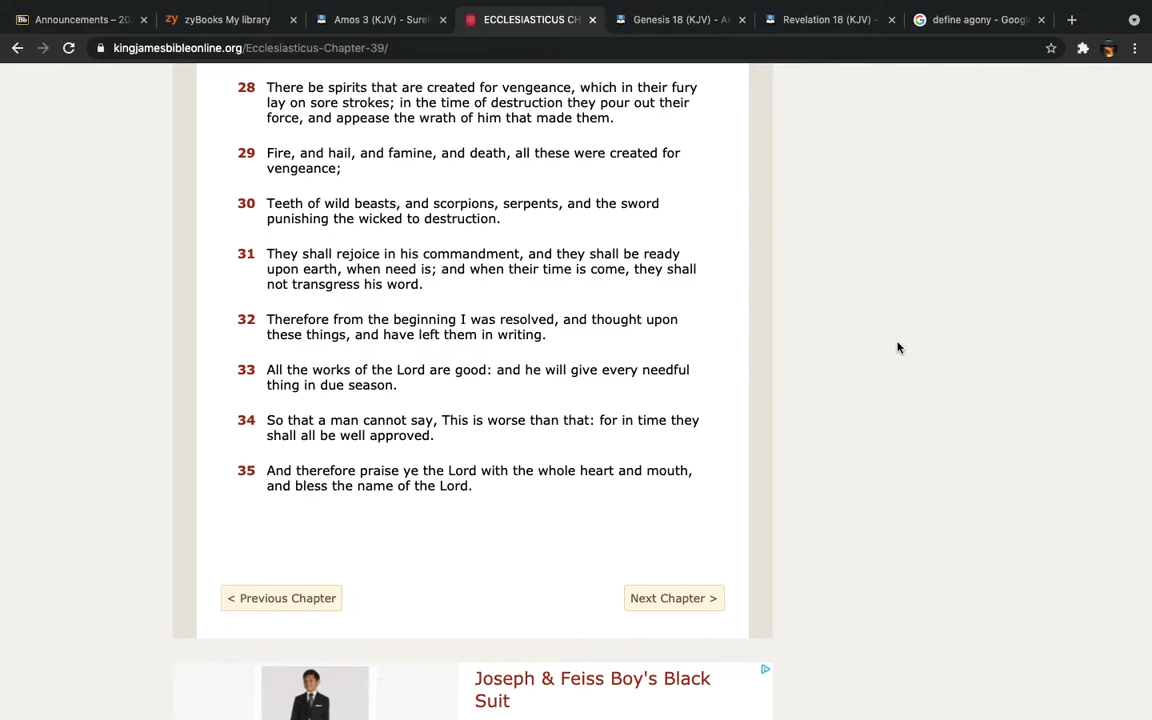 Announcements – 20
zyBooks My library
Amos 3 (KJV) - Surel
ECCLESIASTICUS CH
Genesis 18 (KJV) - A
Revelation 18 (KJV) -
define agony - Google
kingjamesbibleonline.org/Ecclesiasticus-Chapter-39/
28 There be spirits that are created for vengeance, which in their fury
lay on sore strokes; in the time of destruction they pour out their
force, and appease the wrath of him that made them.
29 Fire, and hail, and famine, and death, all these were created for
vengeance;
30 Teeth of wild beasts, and scorpions, serpents, and the sword
punishing the wicked to destruction.
31 They shall rejoice in his commandment, and they shall be ready
upon earth, when need is; and when their time is come, they shall
not transgress his word.
32 Therefore from the beginning I was resolved, and thought upon
these things, and have left them in writing.
33 All the works of the Lord are good: and he will give every needful
thing in due season.
34 So that a man cannot say, This is worse than that: for in time they
shall all be well approved.
35 And therefore praise ye the Lord with the whole heart and mouth,
and bless the name of the Lord.
< Previous Chapter
Next Chapter >
Joseph & Feiss Boy's Black
Suit